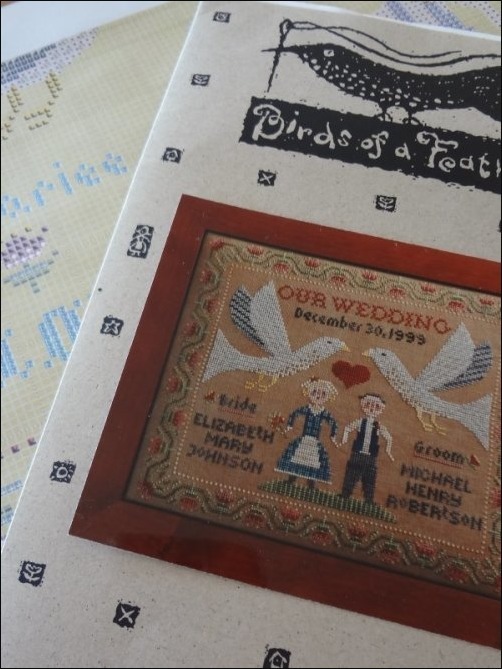 Birds of a Feat
OUR WEDDING
December 30, 1999
Bride
ELIZABETH
MARY
JOHNSON
Groom
MICHAEL
HENRY
ROBERTSON